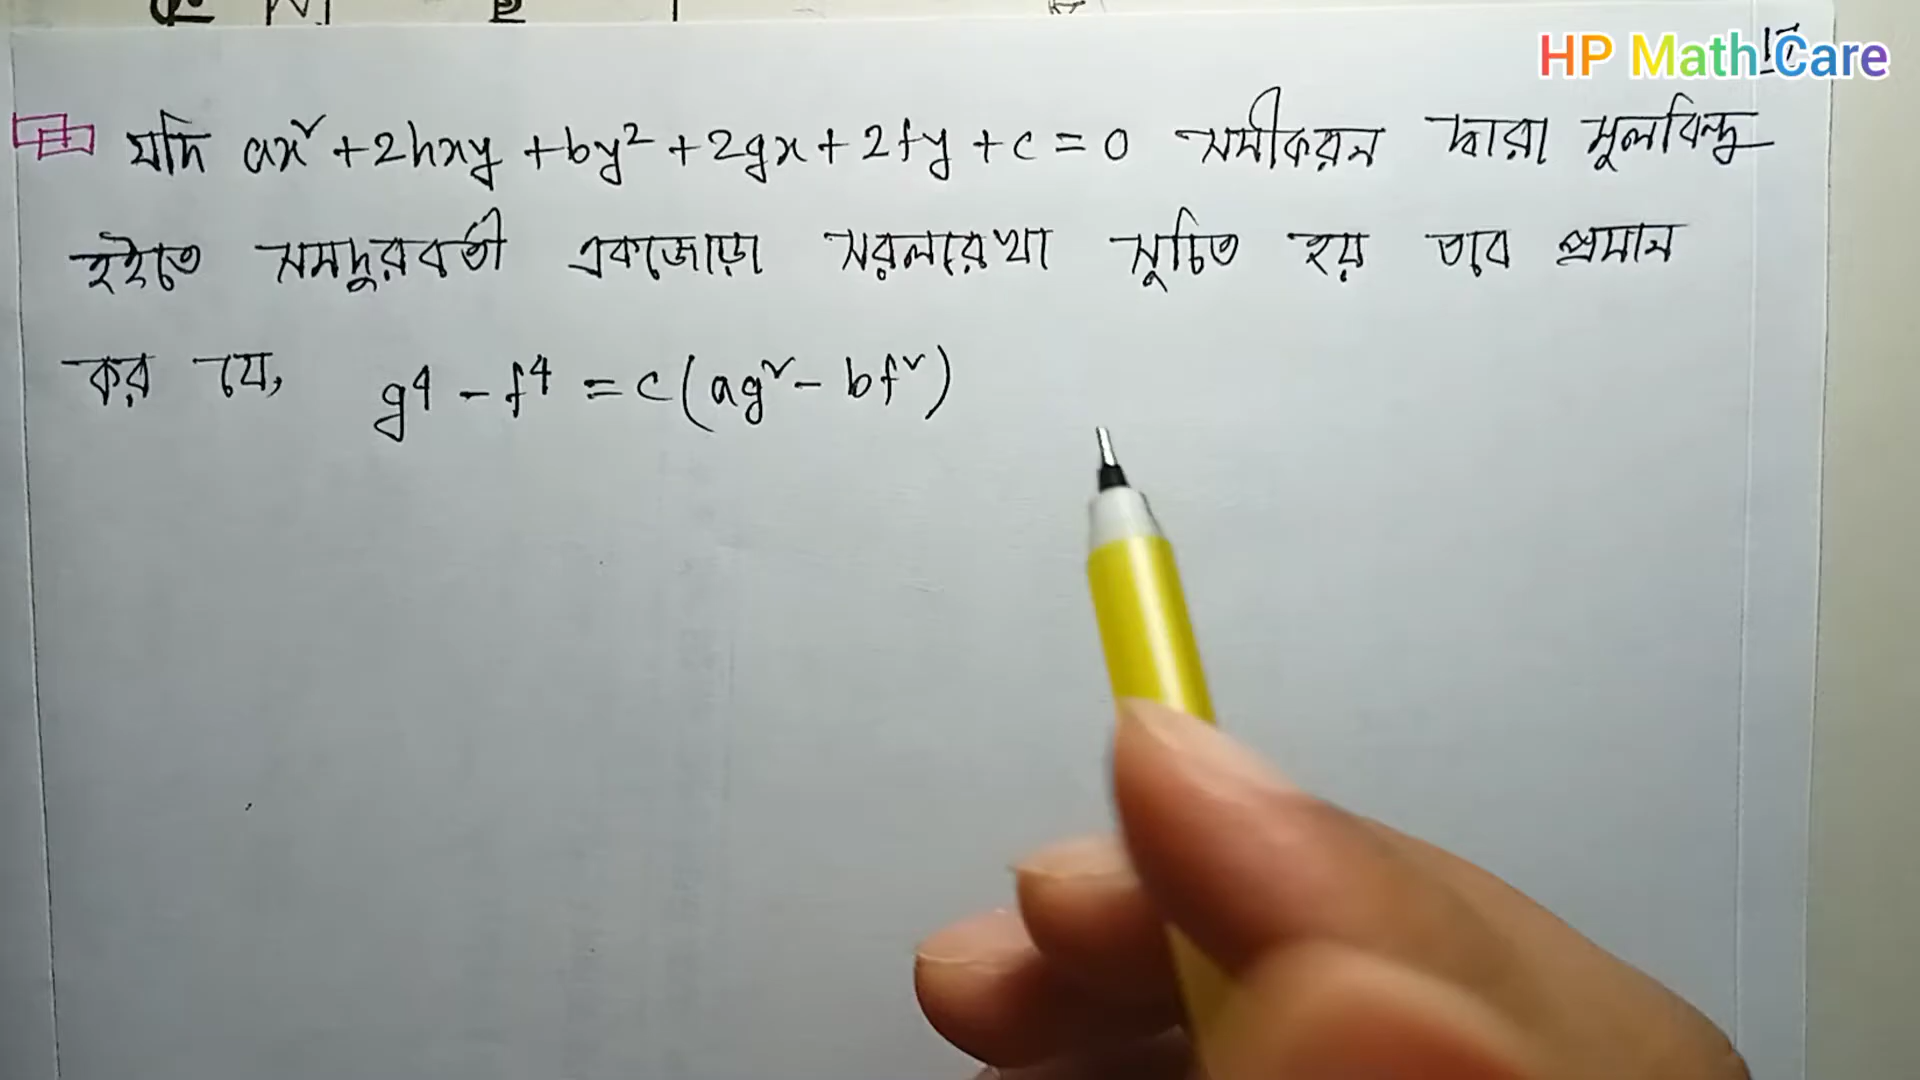 HP Math Care
যদি ax² + 2hxy + by² + 2gx + 2fy + c = 0 সমীকরন দ্বারা মূলবিন্দু
হইতে সমদুরবর্তী একজোড়া সরলরেখা সূচিত হয় তবে প্রমান
কর যে, g⁴ - f⁴ = c(ag² - bf²)